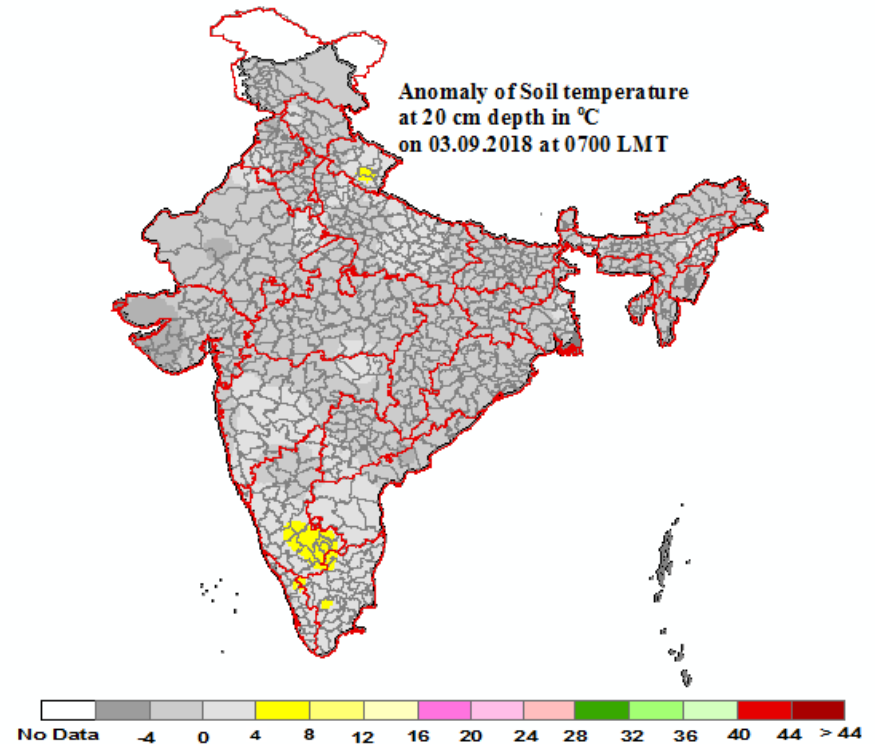 Anomaly of Soil temperature
at 20 cm depth in °C
on 03.09.2018 at 0700 LMT
No Data -4 0 4 8 12 16 20 24 28 32 36 40 44 > 44